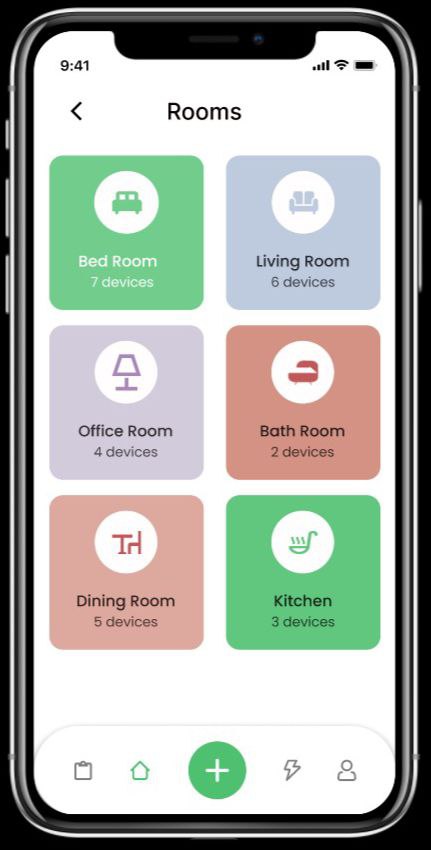 9:41
Rooms
Bed Room
7 devices
Living Room
6 devices
Office Room
4 devices
Bath Room
2 devices
Dining Room
5 devices
Kitchen
3 devices